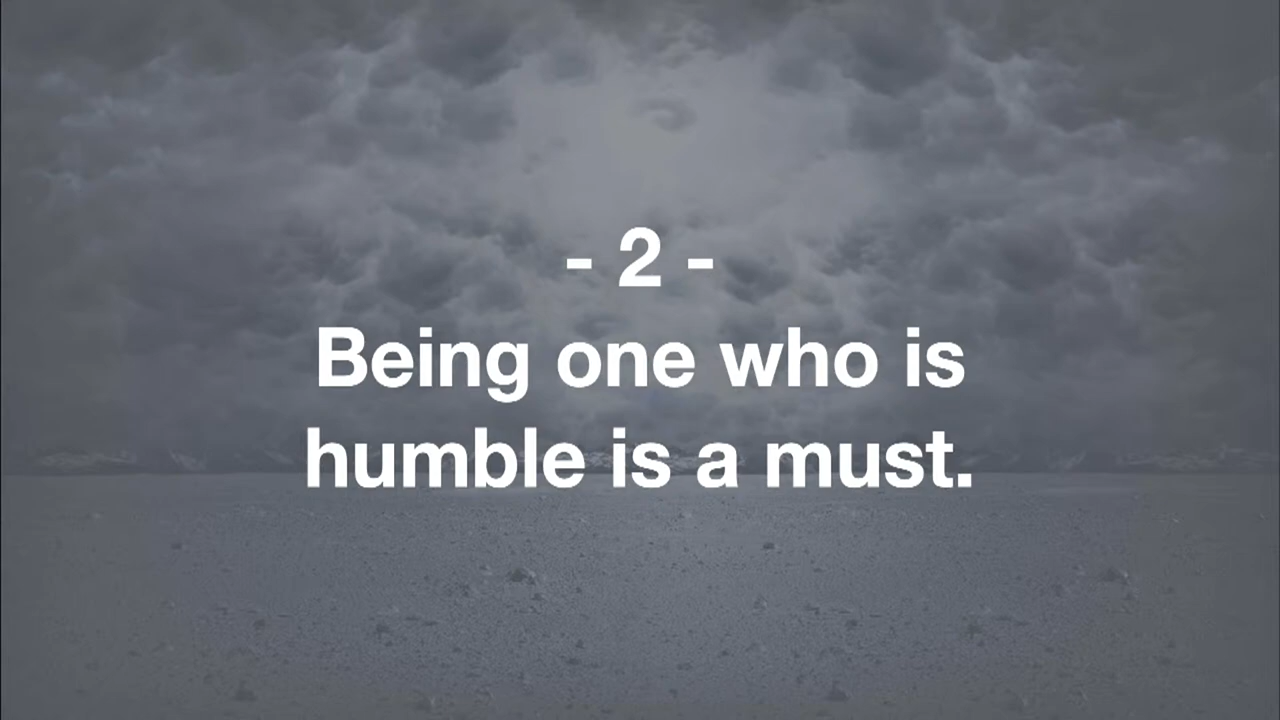 - 2 -
Being one who is
humble is a must.